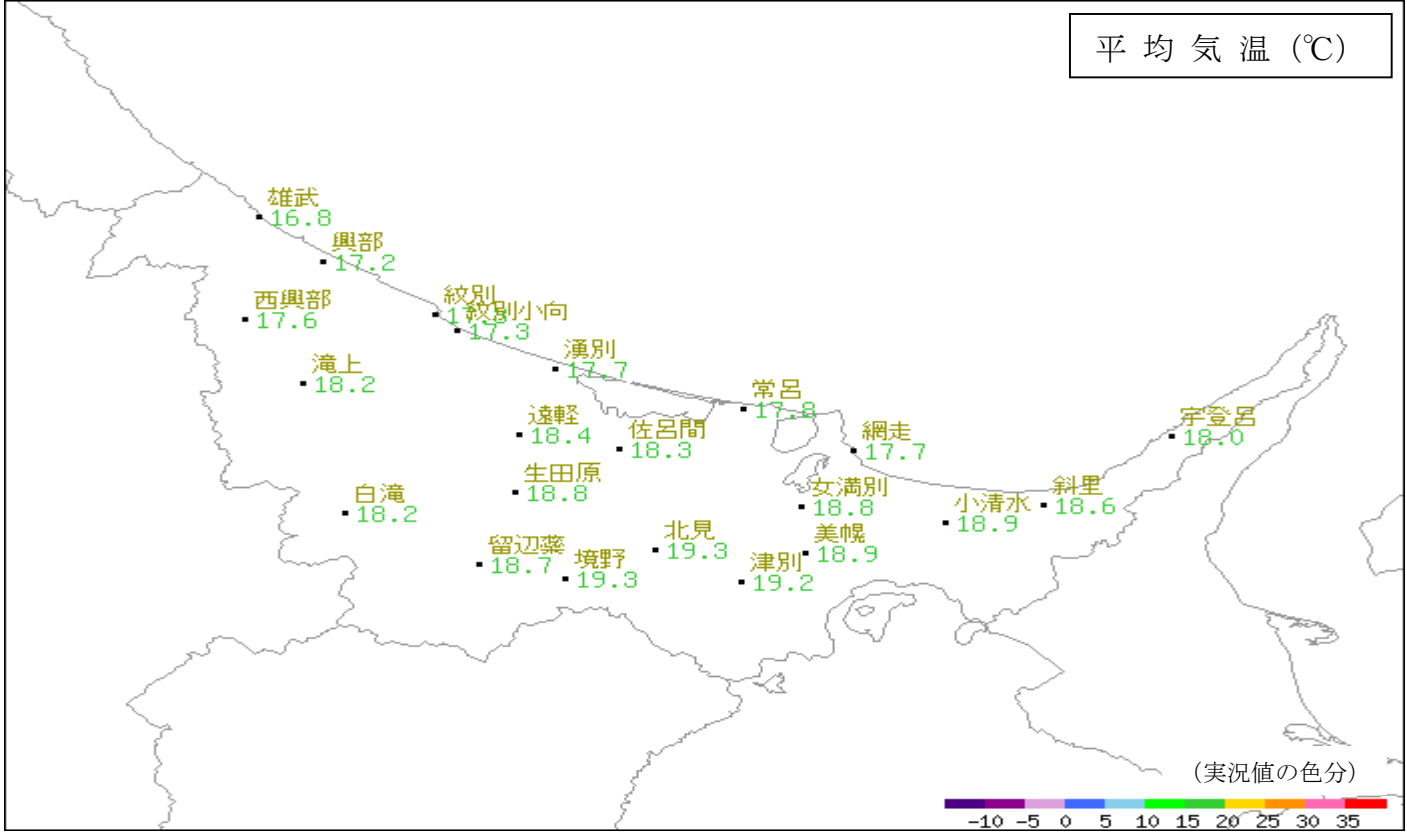 平均気温(℃)
雄武
16.8
興部
17.2
西興部
17.6
紋別
紋別小向
17.3
湧別
17.7
滝上
18.2
常呂
17.8
遠軽
18.4
佐呂間
18.3
網走
17.7
宇登呂
18.0
生田原
18.8
白滝
18.2
女満別
18.8
小清水
18.9
斜里
18.6
留辺蘂
18.7
境野
19.3
北見
19.3
美幌
18.9
津別
19.2
(実況値の色分)
-10 -5 0 5 10 15 20 25 30 35